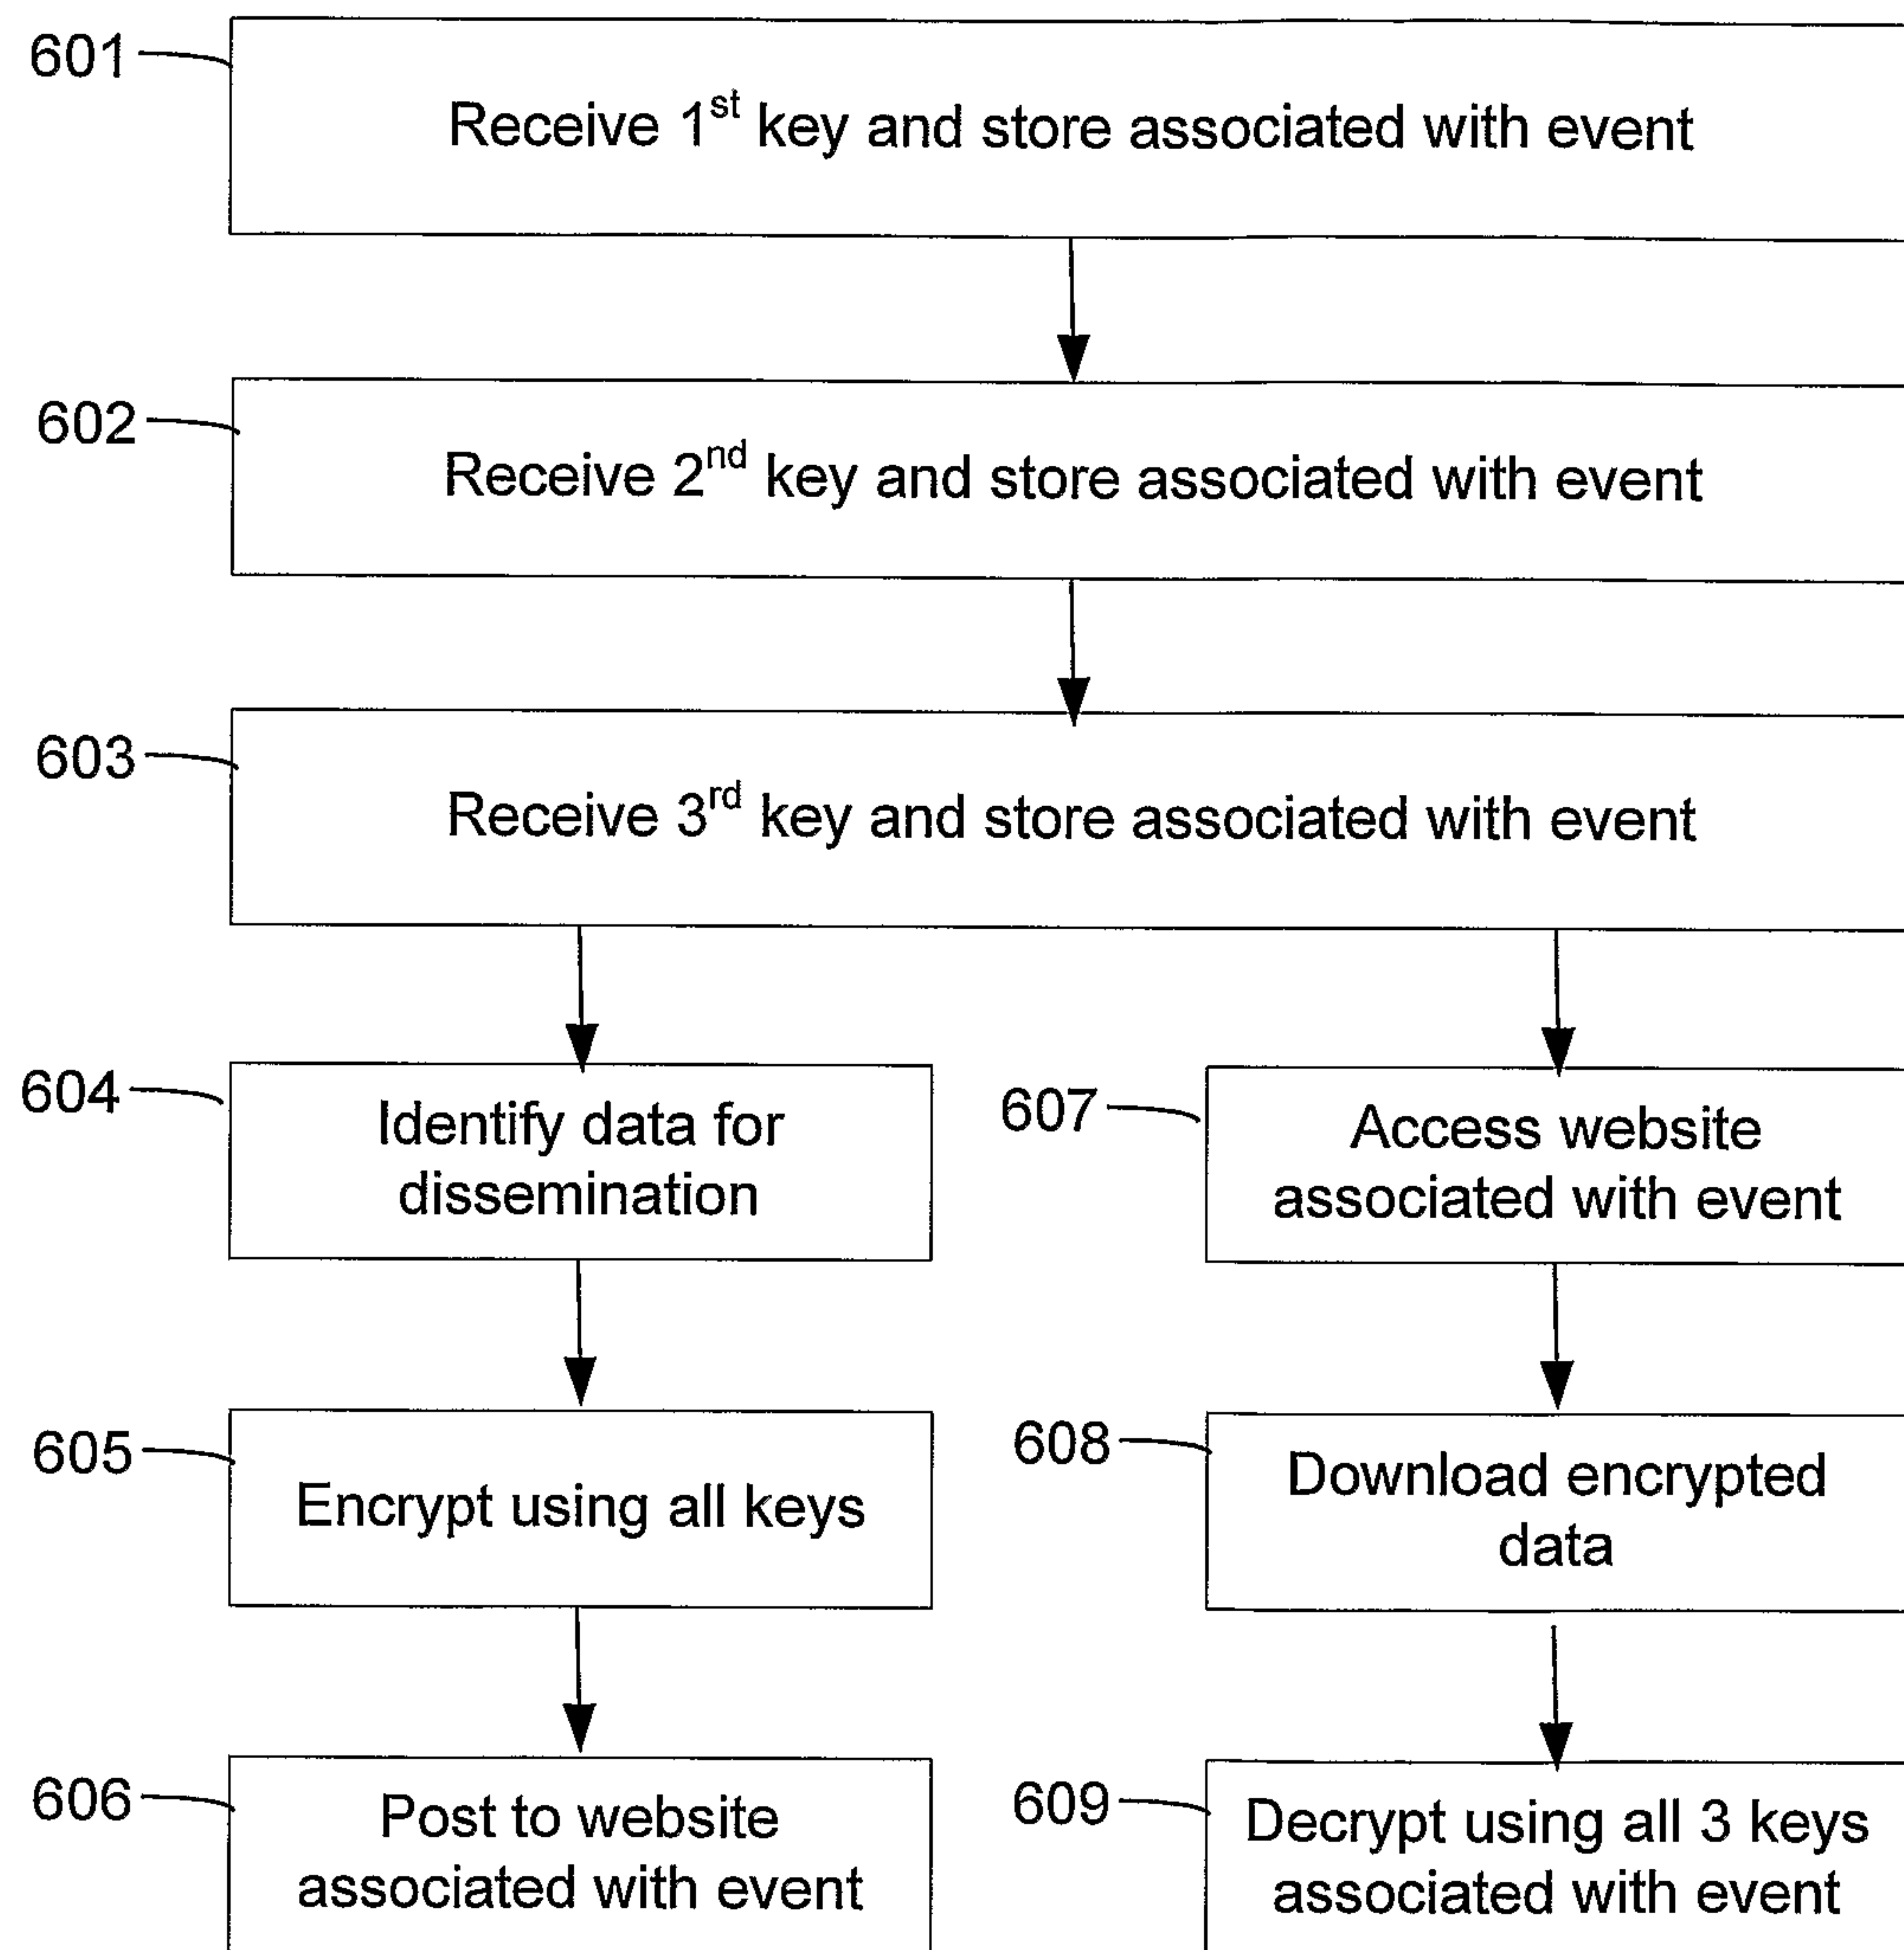 601
Receive 1st key and store associated with event
602
Receive 2nd key and store associated with event
603
Receive 3rd key and store associated with event
604
Identify data for
dissemination
607
Access website
associated with event
605
Encrypt using all keys
608
Download encrypted
data
606
Post to website
associated with event
609
Decrypt using all 3 keys
associated with event